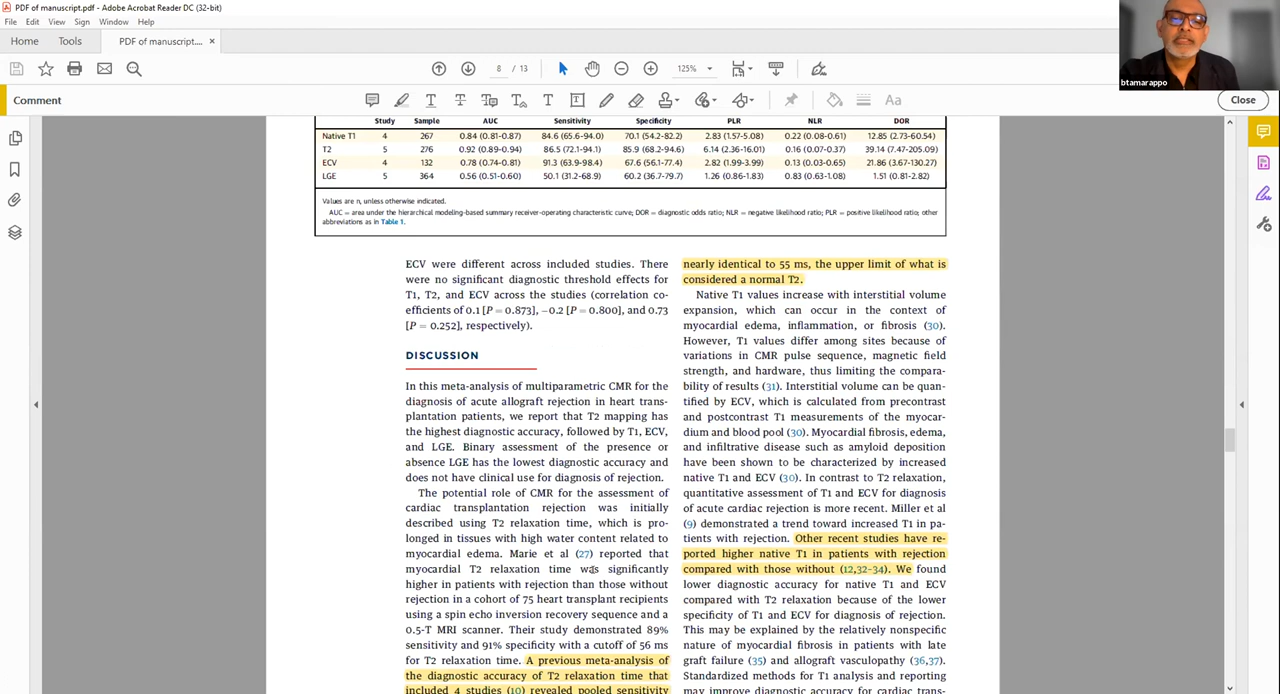 PDF of manuscript.pdf - Adobe Acrobat Reader DC (32-bit)
File Edit View Sign Window Help
Home Tools PDF of manuscript.... ×
8 / 13 125%
Comment Close
btamarappo
Study Sample AUC Sensitivity Specificity PLR NLR DOR
Native T1 4 267 0.84 (0.81-0.87) 84.6 (65.6-94.0) 70.1 (54.2-82.2) 2.83 (1.57-5.08) 0.22 (0.08-0.61) 12.85 (2.73-60.54)
T2 5 276 0.92 (0.89-0.94) 86.5 (72.1-94.1) 85.9 (68.2-94.6) 6.14 (2.36-16.01) 0.16 (0.07-0.37) 39.14 (7.47-205.09)
ECV 4 132 0.78 (0.74-0.81) 91.3 (63.9-98.4) 67.6 (56.1-77.4) 2.82 (1.99-3.99) 0.13 (0.03-0.65) 21.86 (3.67-130.27)
LGE 5 364 0.56 (0.51-0.60) 50.1 (31.2-68.9) 60.2 (36.7-79.7) 1.26 (0.86-1.83) 0.83 (0.63-1.08) 1.51 (0.81-2.82)
Values are n, unless otherwise indicated.
AUC = area under the hierarchical modeling-based summary receiver-operating characteristic curve; DOR = diagnostic odds ratio; NLR = negative likelihood ratio; PLR = positive likelihood ratio; other
abbreviations as in Table 1.
ECV were different across included studies. There
were no significant diagnostic threshold effects for
T1, T2, and ECV across the studies (correlation co-
efficients of 0.1 [P = 0.873], −0.2 [P = 0.800], and 0.73
[P = 0.252], respectively).
DISCUSSION
In this meta-analysis of multiparametric CMR for the
diagnosis of acute allograft rejection in heart trans-
plantation patients, we report that T2 mapping has
the highest diagnostic accuracy, followed by T1, ECV,
and LGE. Binary assessment of the presence or
absence LGE has the lowest diagnostic accuracy and
does not have clinical use for diagnosis of rejection.
The potential role of CMR for the assessment of
cardiac transplantation rejection was initially
described using T2 relaxation time, which is pro-
longed in tissues with high water content related to
myocardial edema. Marie et al (27) reported that
myocardial T2 relaxation time was significantly
higher in patients with rejection than those without
rejection in a cohort of 75 heart transplant recipients
using a spin echo inversion recovery sequence and a
0.5-T MRI scanner. Their study demonstrated 89%
sensitivity and 91% specificity with a cutoff of 56 ms
for T2 relaxation time. A previous meta-analysis of
the diagnostic accuracy of T2 relaxation time that
included 4 studies (10) revealed pooled sensitivity
nearly identical to 55 ms, the upper limit of what is
considered a normal T2.
Native T1 values increase with interstitial volume
expansion, which can occur in the context of
myocardial edema, inflammation, or fibrosis (30).
However, T1 values differ among sites because of
variations in CMR pulse sequence, magnetic field
strength, and hardware, thus limiting the compara-
bility of results (31). Interstitial volume can be quan-
tified by ECV, which is calculated from precontrast
and postcontrast T1 measurements of the myocar-
dium and blood pool (30). Myocardial fibrosis, edema,
and infiltrative disease such as amyloid deposition
have been shown to be characterized by increased
native T1 and ECV (30). In contrast to T2 relaxation,
quantitative assessment of T1 and ECV for diagnosis
of acute cardiac rejection is more recent. Miller et al
(9) demonstrated a trend toward increased T1 in pa-
tients with rejection. Other recent studies have re-
ported higher native T1 in patients with rejection
compared with those without (12,32-34). We found
lower diagnostic accuracy for native T1 and ECV
compared with T2 relaxation because of the lower
specificity of T1 and ECV for diagnosis of rejection.
This may be explained by the relatively nonspecific
nature of myocardial fibrosis in patients with late
graft failure (35) and allograft vasculopathy (36,37).
Standardized methods for T1 analysis and reporting
may improve diagnostic accuracy for cardiac trans-